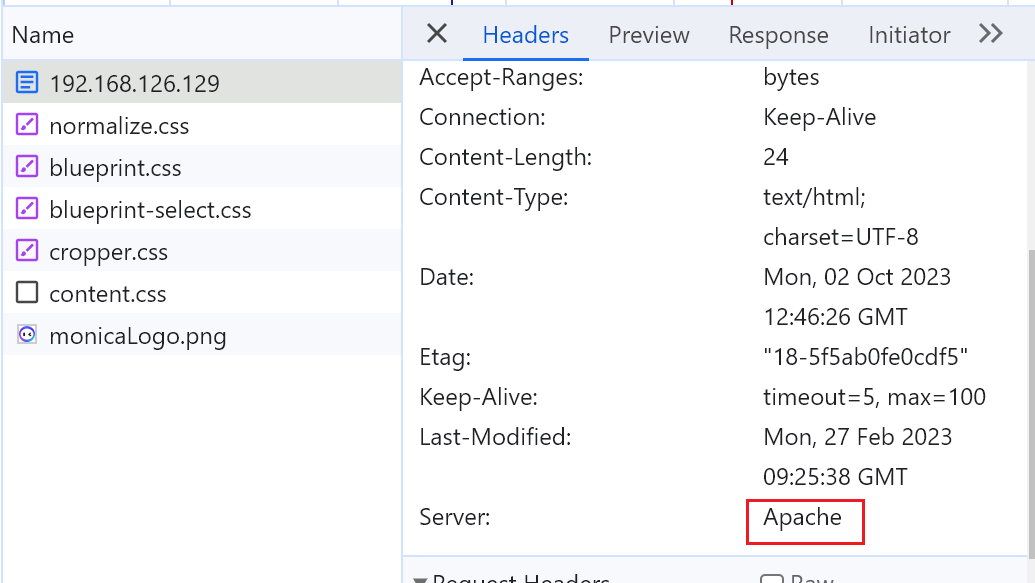 Name
Headers Preview Response Initiator
192.168.126.129
normalize.css
blueprint.css
blueprint-select.css
cropper.css
content.css
monicaLogo.png
Accept-Ranges: bytes
Connection: Keep-Alive
Content-Length: 24
Content-Type: text/html;
charset=UTF-8
Date: Mon, 02 Oct 2023
12:46:26 GMT
Etag: "18-5f5ab0fe0cdf5"
Keep-Alive: timeout=5, max=100
Last-Modified: Mon, 27 Feb 2023
09:25:38 GMT
Server: Apache
Request Headers Raw